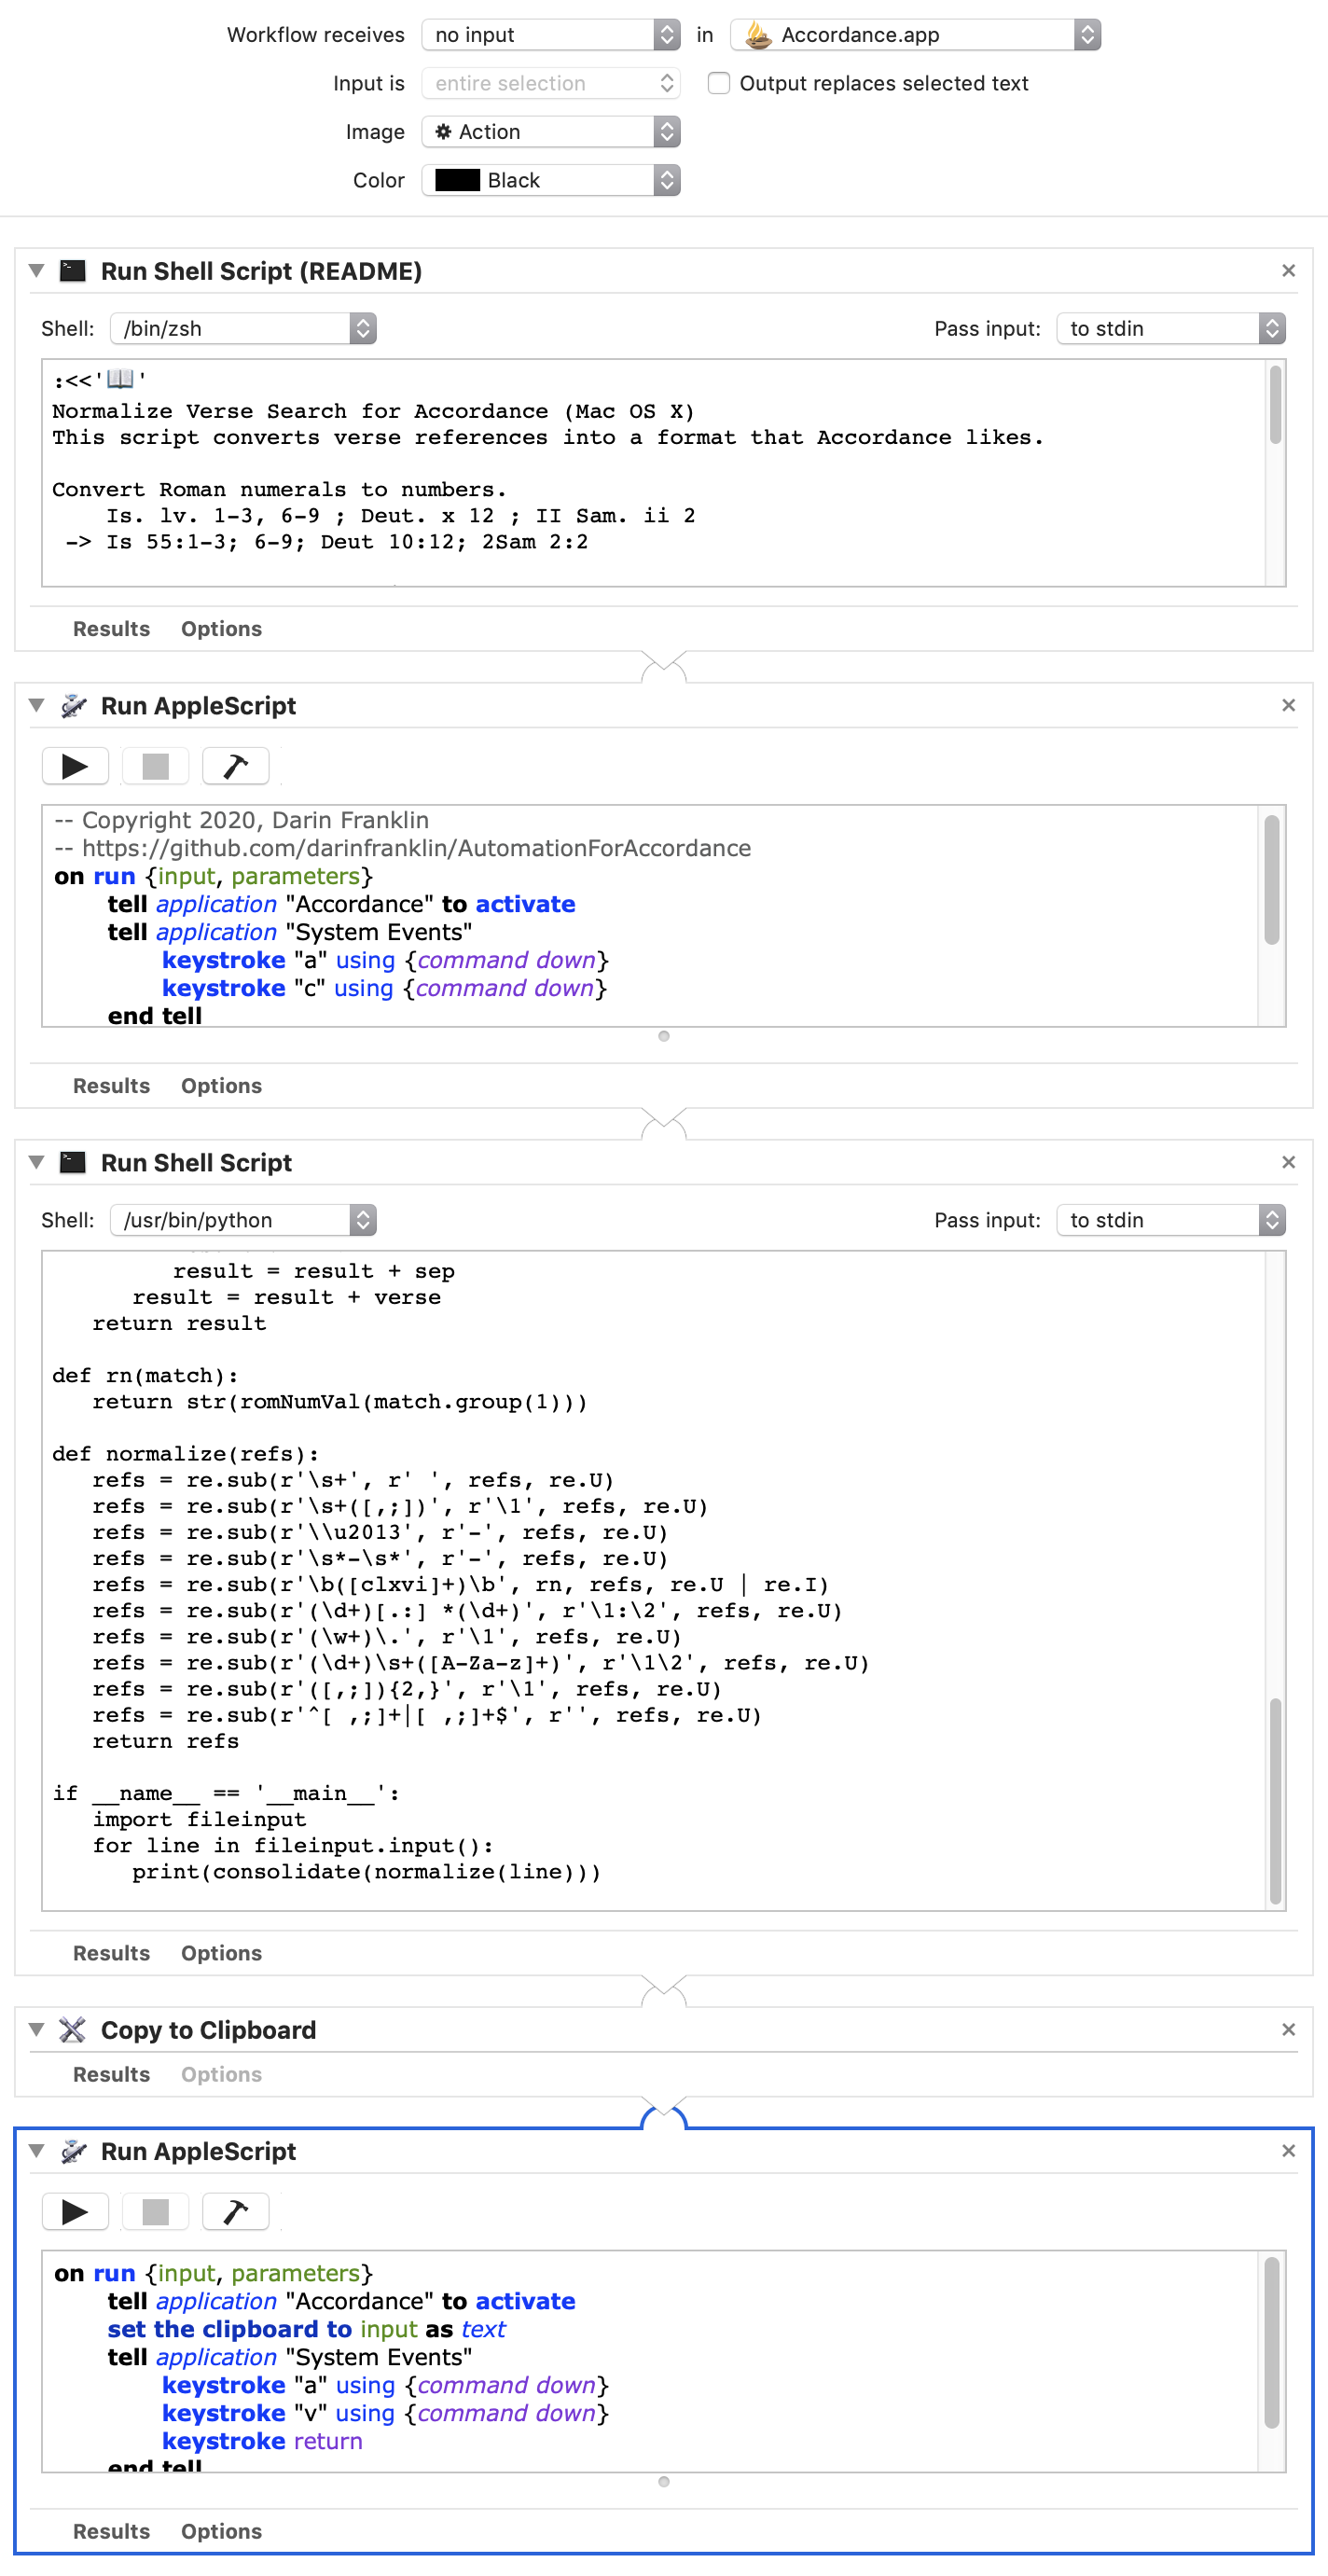 Workflow receives no input in Accordance.app
Input is entire selection Output replaces selected text
Image Action
Color Black
Run Shell Script (README)
Shell: /bin/zsh Pass input: to stdin
:<<'📖'
Normalize Verse Search for Accordance (Mac OS X)
This script converts verse references into a format that Accordance likes.
Convert Roman numerals to numbers.
Is. lv. 1-3, 6-9 ; Deut. x 12 ; II Sam. ii 2
-> Is 55:1-3; 6-9; Deut 10:12; 2Sam 2:2
Results Options
Run AppleScript
-- Copyright 2020, Darin Franklin
-- https://github.com/darinfranklin/AutomationForAccordance
on run {input, parameters}
tell application "Accordance" to activate
tell application "System Events"
keystroke "a" using {command down}
keystroke "c" using {command down}
end tell
Results Options
Run Shell Script
Shell: /usr/bin/python Pass input: to stdin
result = result + sep
result = result + verse
return result
def rn(match):
return str(romNumVal(match.group(1)))
def normalize(refs):
refs = re.sub(r'\s+', r' ', refs, re.U)
refs = re.sub(r'\s+([,;])', r'\1', refs, re.U)
refs = re.sub(r'\\u2013', r'-', refs, re.U)
refs = re.sub(r'\s*-\s*', r'-', refs, re.U)
refs = re.sub(r'\b([clxvi]+)\b', rn, refs, re.U | re.I)
refs = re.sub(r'(\d+)[.:] *(\d+)', r'\1:\2', refs, re.U)
refs = re.sub(r'(\w+)\.', r'\1', refs, re.U)
refs = re.sub(r'(\d+)\s+([A-Za-z]+)', r'\1\2', refs, re.U)
refs = re.sub(r'([,;]){2,}', r'\1', refs, re.U)
refs = re.sub(r'^[ ,;]+|[ ,;]+$', r'', refs, re.U)
return refs
if __name__ == '__main__':
import fileinput
for line in fileinput.input():
print(consolidate(normalize(line)))
Results Options
Copy to Clipboard
Results Options
Run AppleScript
on run {input, parameters}
tell application "Accordance" to activate
set the clipboard to input as text
tell application "System Events"
keystroke "a" using {command down}
keystroke "v" using {command down}
keystroke return
end tell
Results Options